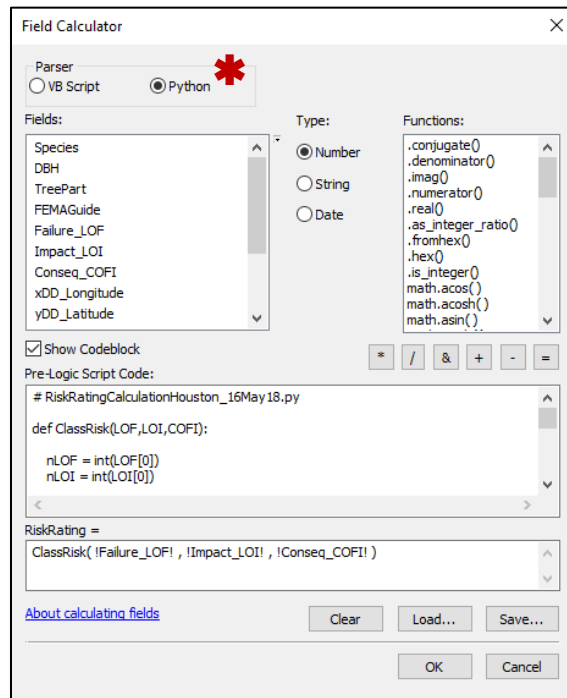 Field Calculator
Parser
VB Script Python
Fields: Type: Functions:
Species
DBH
TreePart
FEMAGuide
Failure_LOF
Impact_LOI
Conseq_COFI
xDD_Longitude
yDD_Latitude
Number
String
Date
.conjugate()
.denominator()
.imag()
.numerator()
.real()
.as_integer_ratio()
.fromhex()
.hex()
.is_integer()
math.acos( )
math.acosh( )
math.asin( )
Show Codeblock
* / & + - =
Pre-Logic Script Code:
# RiskRatingCalculationHouston_16May18.py
def ClassRisk(LOF,LOI,COFI):
nLOF = int(LOF[0])
nLOI = int(LOI[0])
RiskRating =
ClassRisk( !Failure_LOF! , !Impact_LOI! , !Conseq_COFI! )
About calculating fields
Clear Load... Save...
OK Cancel